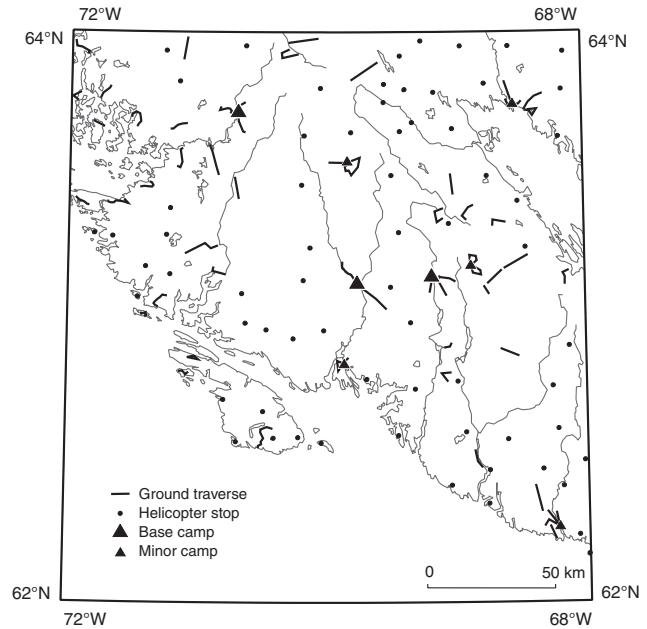 72°W 68°W
64°N 64°N
Ground traverse
Helicopter stop
Base camp
Minor camp
0 50 km
62°N 62°N
72°W 68°W